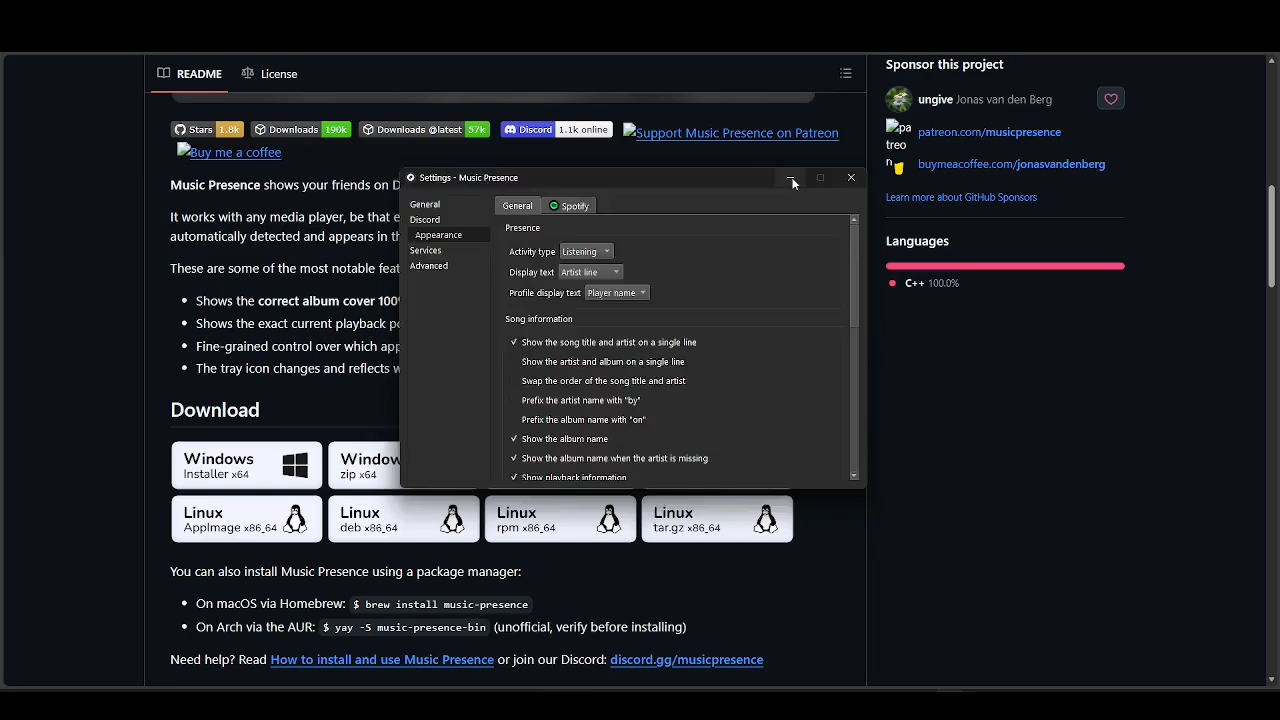 README
License
Sponsor this project
ungive Jonas van den Berg
patreon
patreon.com/musicpresence
buymeacoffee.com/jonasvandenberg
Learn more about GitHub Sponsors
Languages
C++ 100.0%
Stars 1.8k
Downloads 190k
Downloads @latest 57k
Discord 1.1k online
Support Music Presence on Patreon
Buy me a coffee
Music Presence shows your friends on D
It works with any media player, be that e
automatically detected and appears in th
These are some of the most notable feat
Shows the correct album cover 100%
Shows the exact current playback po
Fine-grained control over which app
The tray icon changes and reflects w
Settings - Music Presence
General
Discord
Appearance
Services
Advanced
General
Spotify
Presence
Activity type Listening
Display text Artist line
Profile display text Player name
Song information
✓ Show the song title and artist on a single line
Show the artist and album on a single line
Swap the order of the song title and artist
Prefix the artist name with "by"
Prefix the album name with "on"
✓ Show the album name
✓ Show the album name when the artist is missing
✓ Show playback information
Download
Windows
Installer x64
Windo
zip x64
Linux
AppImage x86_64
Linux
deb x86_64
Linux
rpm x86_64
Linux
tar.gz x86_64
You can also install Music Presence using a package manager:
On macOS via Homebrew: $ brew install music-presence
On Arch via the AUR: $ yay -S music-presence-bin (unofficial, verify before installing)
Need help? Read How to install and use Music Presence or join our Discord: discord.gg/musicpresence